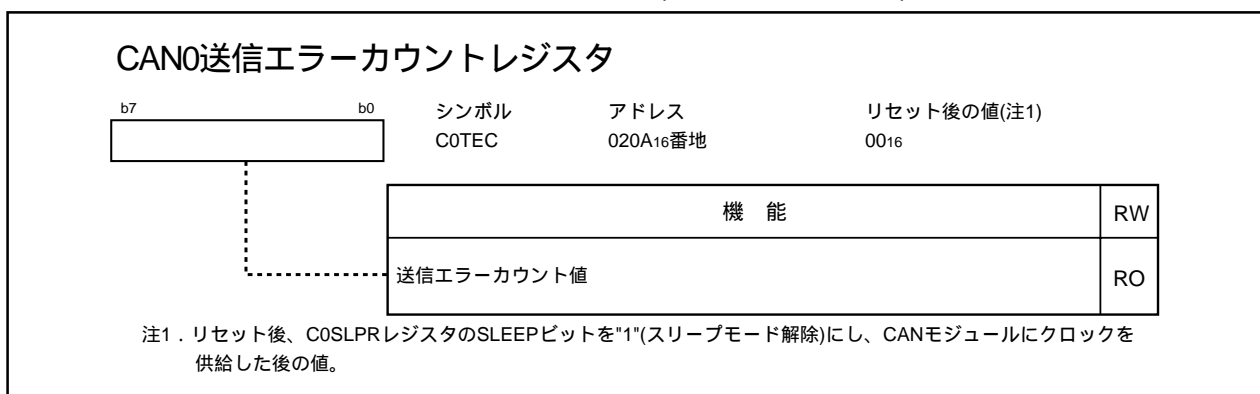 CAN0送信エラーカウントレジスタ
b7 b0 シンボル アドレス リセット後の値(注1)
C0TEC 020A16番地 0016
機 能 RW
送信エラーカウント値 RO
注1．リセット後、C0SLPRレジスタのSLEEPビットを"1"(スリープモード解除)にし、CANモジュールにクロックを
供給した後の値。